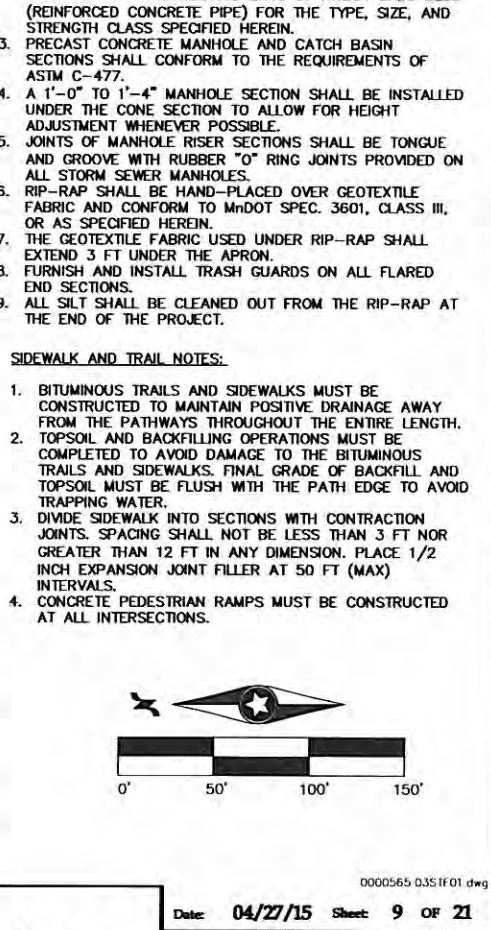 (REINFORCED CONCRETE PIPE) FOR THE TYPE, SIZE, AND
STRENGTH CLASS SPECIFIED HEREIN.
3. PRECAST CONCRETE MANHOLE AND CATCH BASIN
SECTIONS SHALL CONFORM TO THE REQUIREMENTS OF
ASTM C-477.
4. A 1'-0" TO 1'-4" MANHOLE SECTION SHALL BE INSTALLED
UNDER THE CONE SECTION TO ALLOW FOR HEIGHT
ADJUSTMENT WHENEVER POSSIBLE.
5. JOINTS OF MANHOLE RISER SECTIONS SHALL BE TONGUE
AND GROOVE WITH RUBBER "O" RING JOINTS PROVIDED ON
ALL STORM SEWER MANHOLES.
6. RIP-RAP SHALL BE HAND-PLACED OVER GEOTEXTILE
FABRIC AND CONFORM TO MnDOT SPEC. 3601, CLASS III,
OR AS SPECIFIED HEREIN.
7. THE GEOTEXTILE FABRIC USED UNDER RIP-RAP SHALL
EXTEND 3 FT UNDER THE APRON.
8. FURNISH AND INSTALL TRASH GUARDS ON ALL FLARED
END SECTIONS.
9. ALL SILT SHALL BE CLEANED OUT FROM THE RIP-RAP AT
THE END OF THE PROJECT.
SIDEWALK AND TRAIL NOTES:
1. BITUMINOUS TRAILS AND SIDEWALKS MUST BE
CONSTRUCTED TO MAINTAIN POSITIVE DRAINAGE AWAY
FROM THE PATHWAYS THROUGHOUT THE ENTIRE LENGTH.
2. TOPSOIL AND BACKFILLING OPERATIONS MUST BE
COMPLETED TO AVOID DAMAGE TO THE BITUMINOUS
TRAILS AND SIDEWALKS. FINAL GRADE OF BACKFILL AND
TOPSOIL MUST BE FLUSH WITH THE PATH EDGE TO AVOID
TRAPPING WATER.
3. DIVIDE SIDEWALK INTO SECTIONS WITH CONTRACTION
JOINTS. SPACING SHALL NOT BE LESS THAN 3 FT NOR
GREATER THAN 12 FT IN ANY DIMENSION. PLACE 1/2
INCH EXPANSION JOINT FILLER AT 50 FT (MAX)
INTERVALS.
4. CONCRETE PEDESTRIAN RAMPS MUST BE CONSTRUCTED
AT ALL INTERSECTIONS.
N
0' 50' 100' 150'
0000565 03STF01 dwg
Date: 04/27/15 Sheet: 9 OF 21